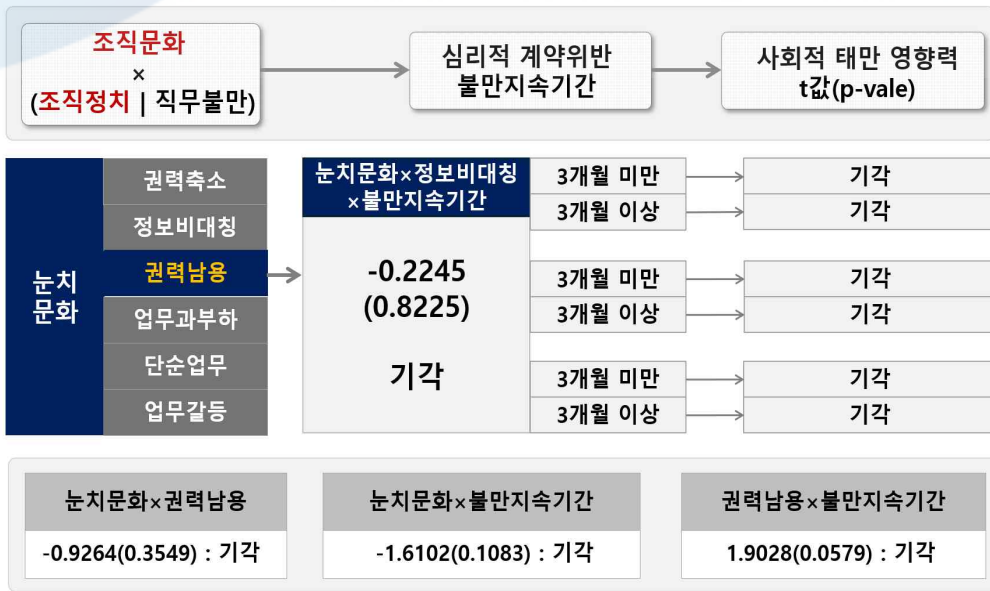 조직문화
×
(조직정치 | 직무불만)
심리적 계약위반
불만지속기간
사회적 태만 영향력
t값(p-vale)
눈치
문화
권력축소
정보비대칭
권력남용
업무과부하
단순업무
업무갈등
눈치문화×정보비대칭
×불만지속기간
-0.2245
(0.8225)
기각
3개월 미만
기각
3개월 이상
기각
3개월 미만
기각
3개월 이상
기각
3개월 미만
기각
3개월 이상
기각
눈치문화×권력남용
-0.9264(0.3549) : 기각
눈치문화×불만지속기간
-1.6102(0.1083) : 기각
권력남용×불만지속기간
1.9028(0.0579) : 기각